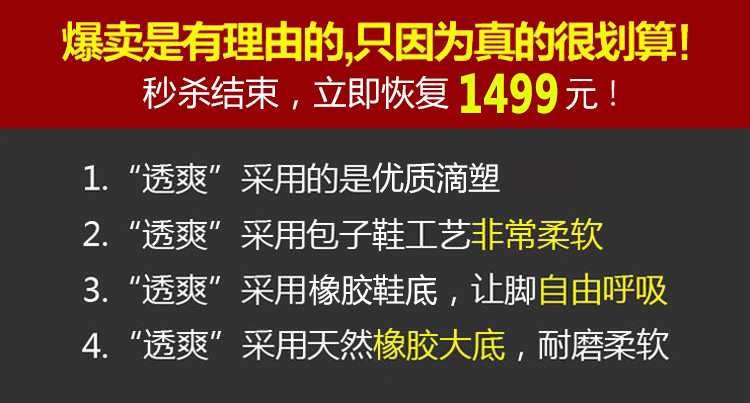 爆卖是有理由的,只因为真的很划算!
秒杀结束，立即恢复1499元！
1.“透爽”采用的是优质滴塑
2.“透爽”采用包子鞋工艺非常柔软
3.“透爽”采用橡胶鞋底，让脚自由呼吸
4.“透爽”采用天然橡胶大底，耐磨柔软